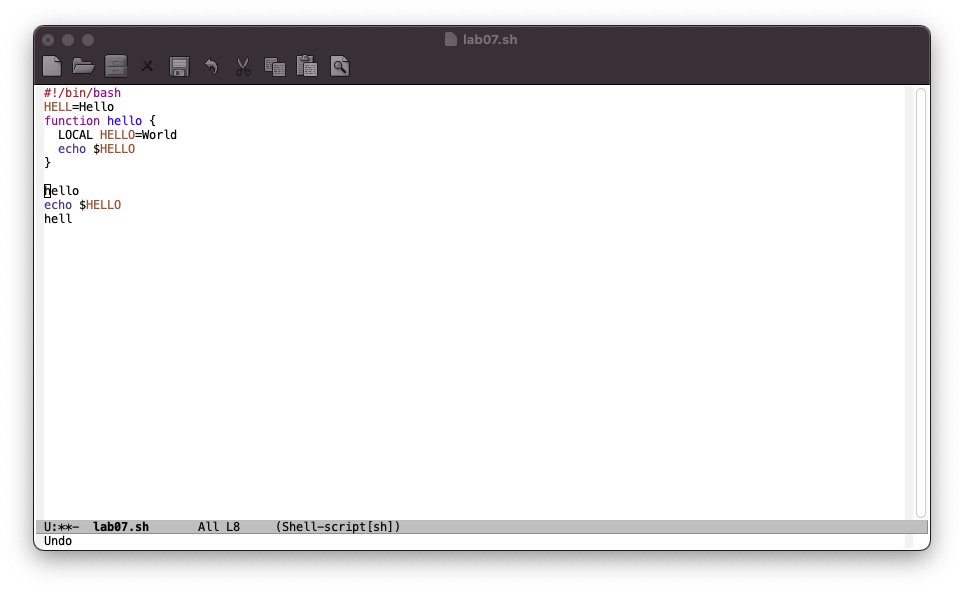 lab07.sh
#!/bin/bash
HELL=Hello
function hello {
  LOCAL HELLO=World
  echo $HELLO
}
hello
echo $HELLO
hell
U:**-  lab07.sh       All L8     (Shell-script[sh])
Undo